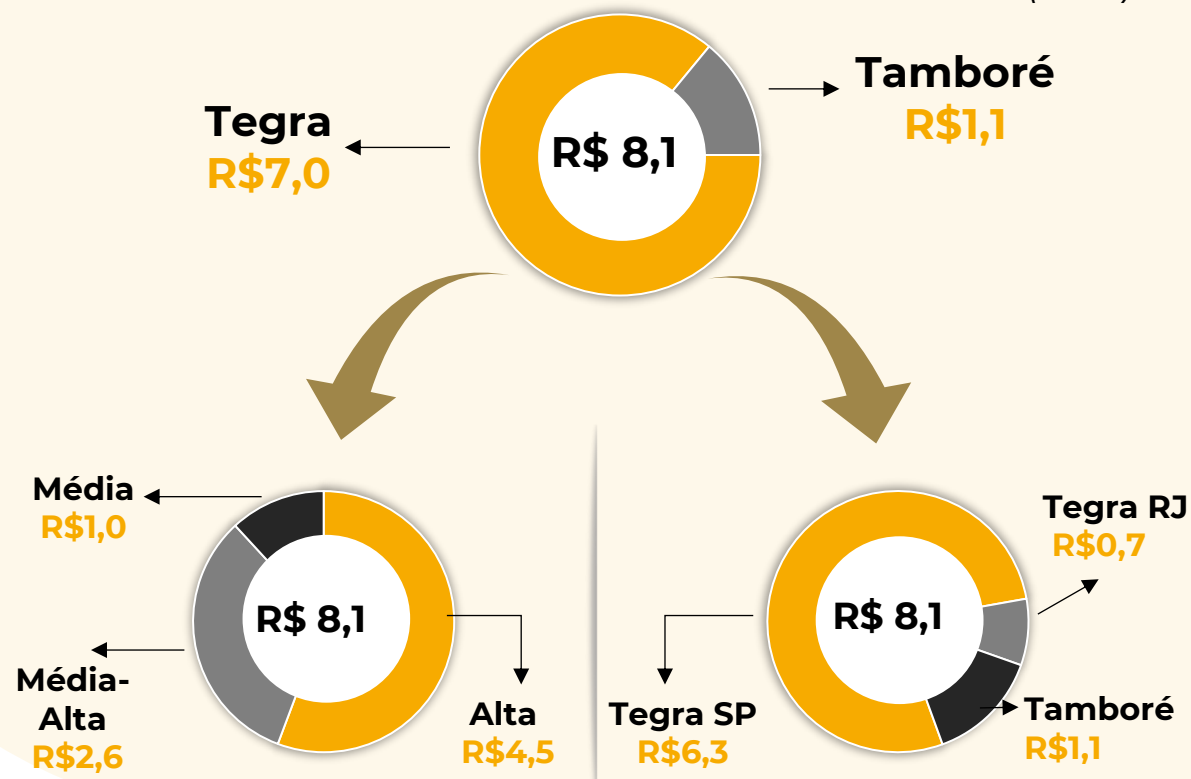 Tamboré
R$1,1
Tegra
R$7,0
R$ 8,1
Média
R$1,0
R$ 8,1
Média-
Alta
R$2,6
Alta
R$4,5
Tegra RJ
R$0,7
R$ 8,1
Tegra SP
R$6,3
Tamboré
R$1,1